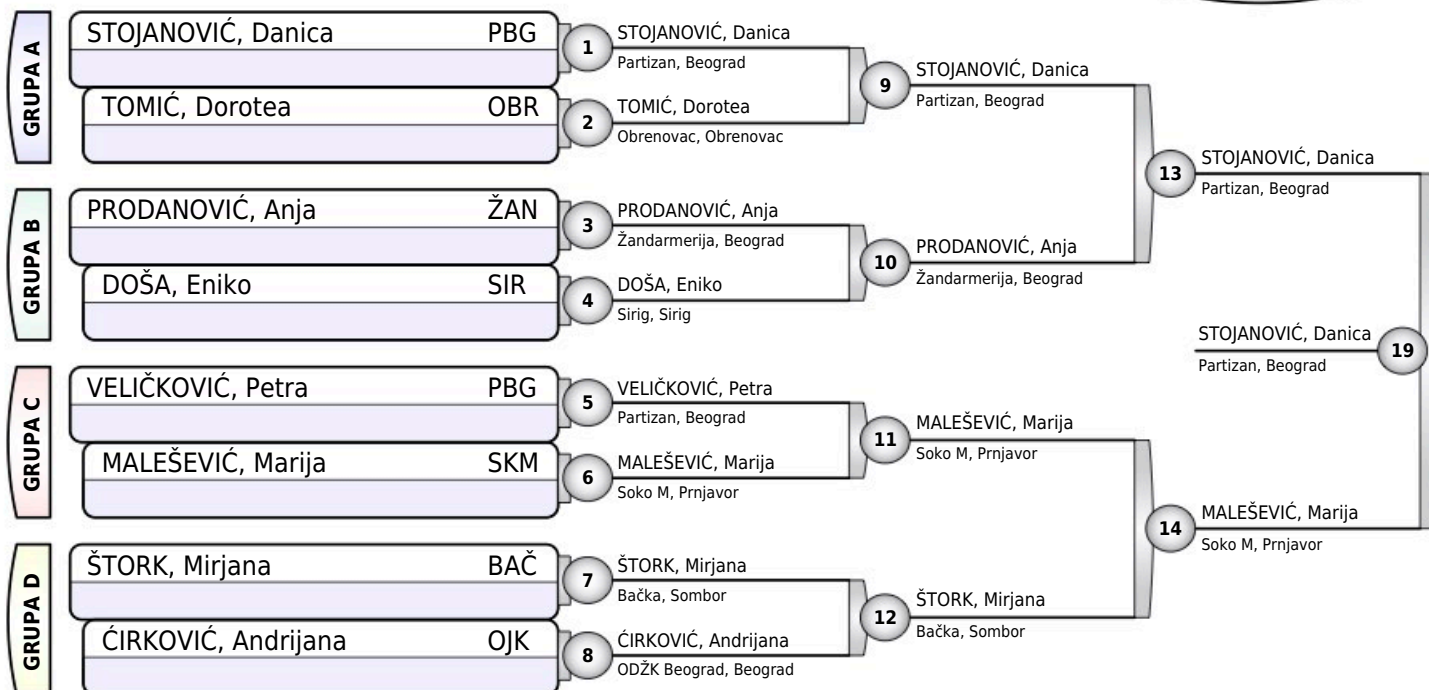 GRUPA A
STOJANOVIĆ, Danica PBG
TOMIĆ, Dorotea OBR
GRUPA B
PRODANOVIĆ, Anja ŽAN
DOŠA, Eniko SIR
GRUPA C
VELIČKOVIĆ, Petra PBG
MALEŠEVIĆ, Marija SKM
GRUPA D
ŠTORK, Mirjana BAČ
ĆIRKOVIĆ, Andrijana OJK
1 STOJANOVIĆ, Danica
Partizan, Beograd
2 TOMIĆ, Dorotea
Obrenovac, Obrenovac
3 PRODANOVIĆ, Anja
Žandarmerija, Beograd
4 DOŠA, Eniko
Sirig, Sirig
5 VELIČKOVIĆ, Petra
Partizan, Beograd
6 MALEŠEVIĆ, Marija
Soko M, Prnjavor
7 ŠTORK, Mirjana
Bačka, Sombor
8 ĆIRKOVIĆ, Andrijana
ODŽK Beograd, Beograd
9 STOJANOVIĆ, Danica
Partizan, Beograd
10 PRODANOVIĆ, Anja
Žandarmerija, Beograd
11 MALEŠEVIĆ, Marija
Soko M, Prnjavor
12 ŠTORK, Mirjana
Bačka, Sombor
13 STOJANOVIĆ, Danica
Partizan, Beograd
14 MALEŠEVIĆ, Marija
Soko M, Prnjavor
STOJANOVIĆ, Danica 19
Partizan, Beograd